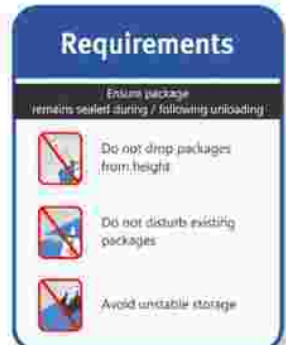 Requirements
Ensure package
remains sealed during / following unloading
Do not drop packages
from height
Do not disturb existing
packages
Avoid unstable storage